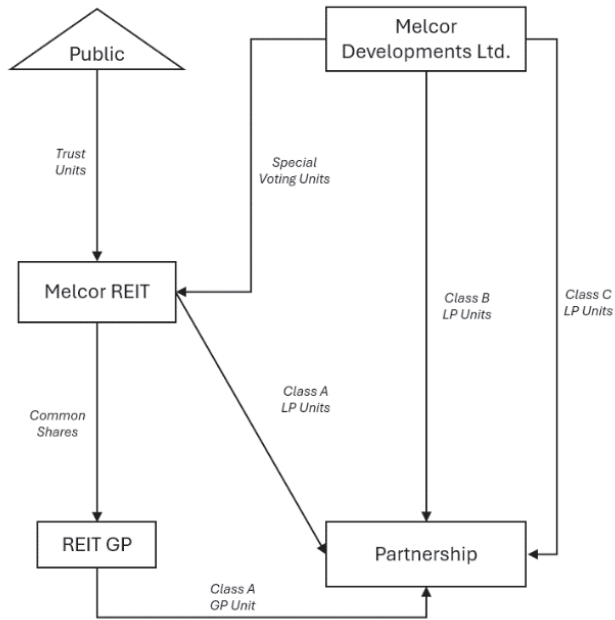 Public
Melcor
Developments Ltd.
Trust
Units
Special
Voting Units
Melcor REIT
Class B
LP Units
Class C
LP Units
Class A
LP Units
Common
Shares
REIT GP
Partnership
Class A
GP Unit